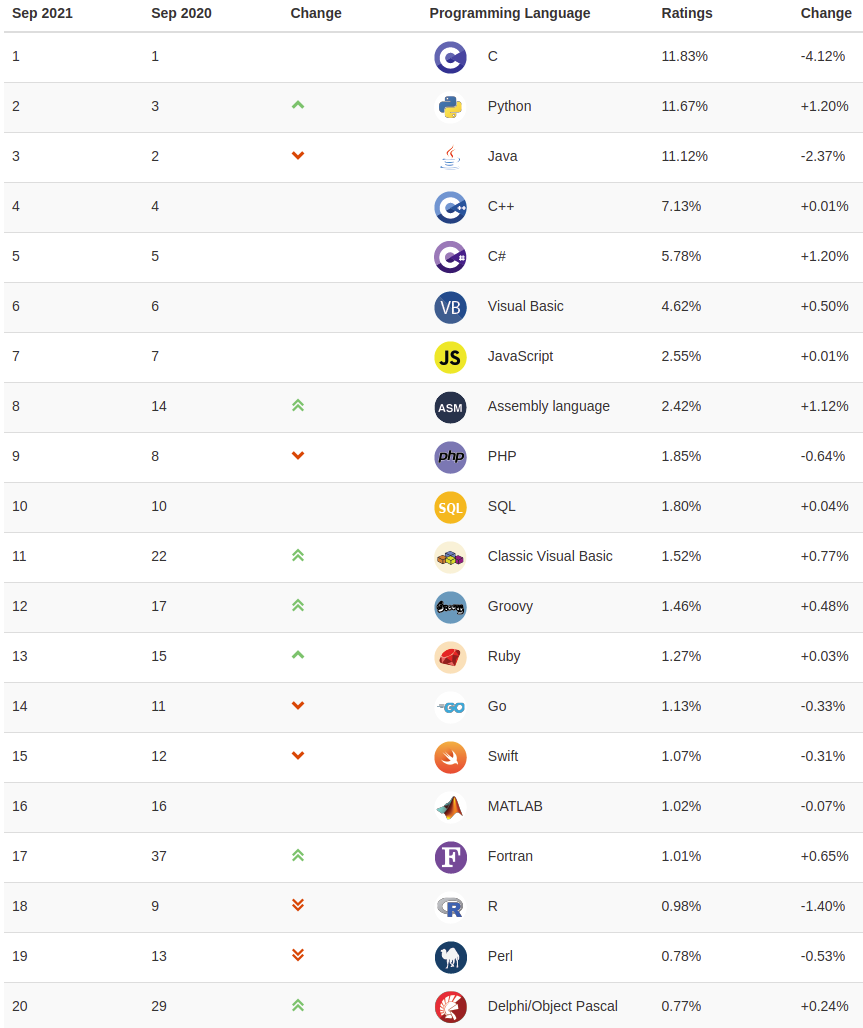 Sep 2021 Sep 2020 Change Programming Language Ratings Change
1 1 C 11.83% -4.12%
2 3 Python 11.67% +1.20%
3 2 Java 11.12% -2.37%
4 4 C++ 7.13% +0.01%
5 5 C# 5.78% +1.20%
6 6 VB Visual Basic 4.62% +0.50%
7 7 JS JavaScript 2.55% +0.01%
8 14 ASM Assembly language 2.42% +1.12%
9 8 php PHP 1.85% -0.64%
10 10 SQL SQL 1.80% +0.04%
11 22 Classic Visual Basic 1.52% +0.77%
12 17 Groovy Groovy 1.46% +0.48%
13 15 Ruby 1.27% +0.03%
14 11 GO Go 1.13% -0.33%
15 12 Swift 1.07% -0.31%
16 16 MATLAB 1.02% -0.07%
17 37 F Fortran 1.01% +0.65%
18 9 R R 0.98% -1.40%
19 13 Perl 0.78% -0.53%
20 29 Delphi/Object Pascal 0.77% +0.24%